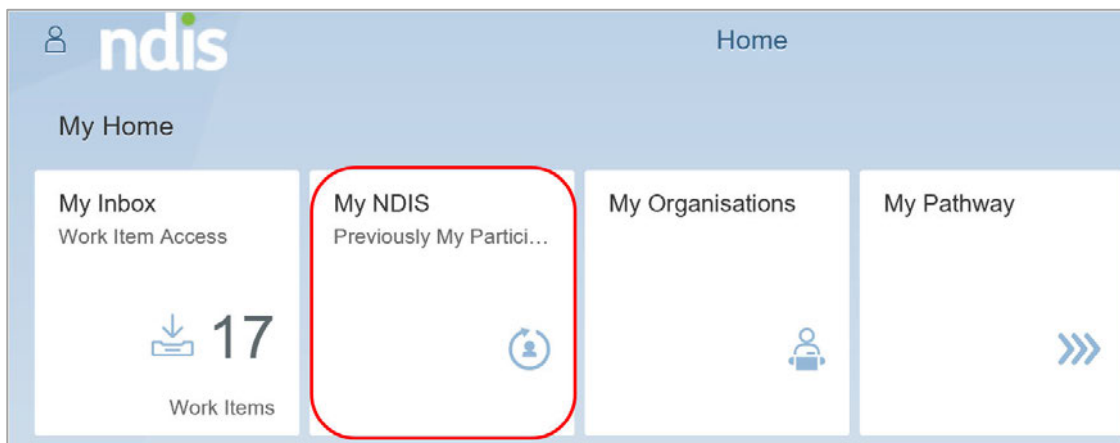 ndis
Home
My Home
My Inbox
Work Item Access
17
Work Items
My NDIS
Previously My Partici...
My Organisations
My Pathway